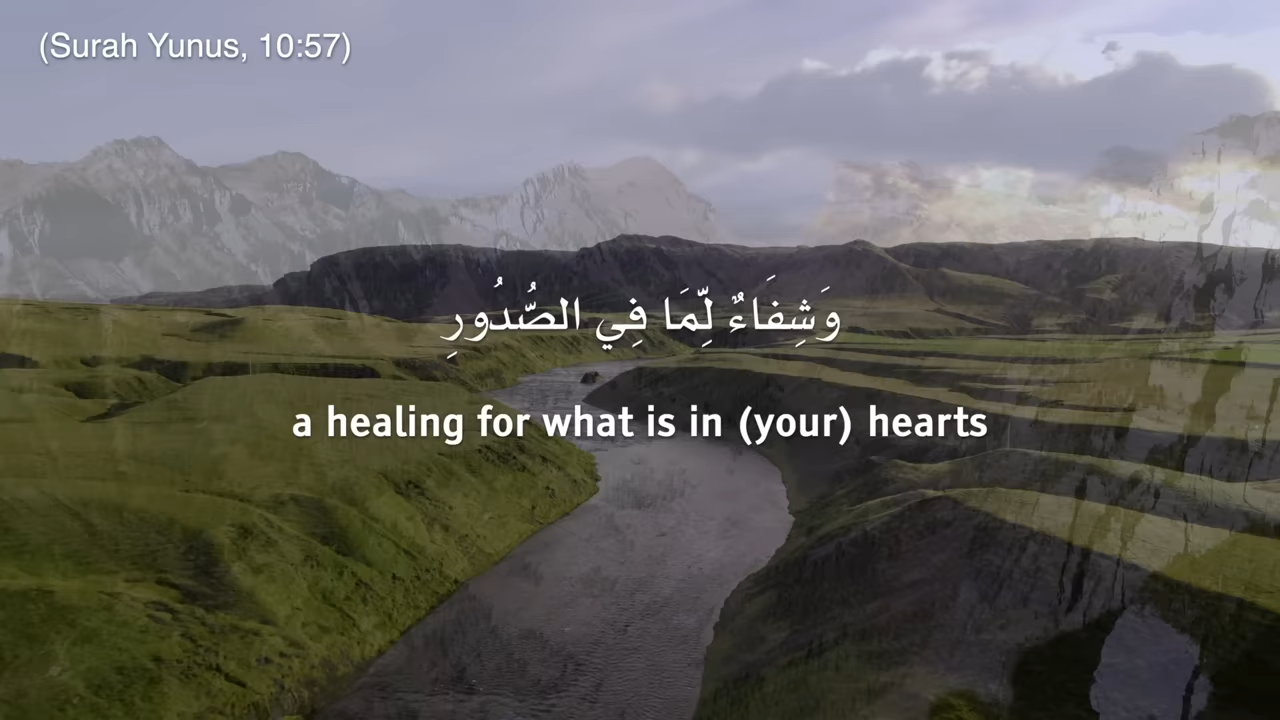 (Surah Yunus, 10:57)
وَشِفَاءٌ لِّمَا فِي الصُّدُورِ
a healing for what is in (your) hearts